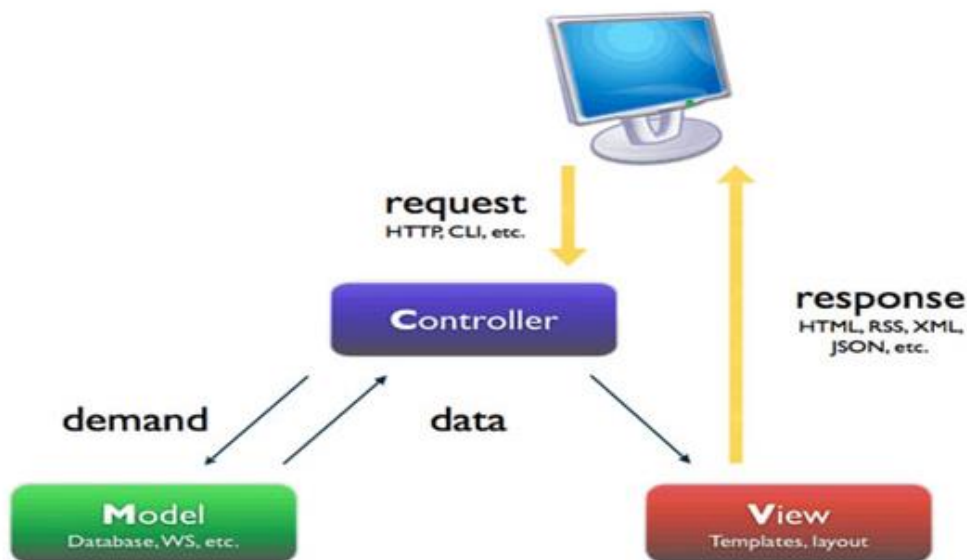 request
HTTP, CLI, etc.
Controller
response
HTML, RSS, XML,
JSON, etc.
demand
data
Model
Database, WS, etc.
View
Templates, layout